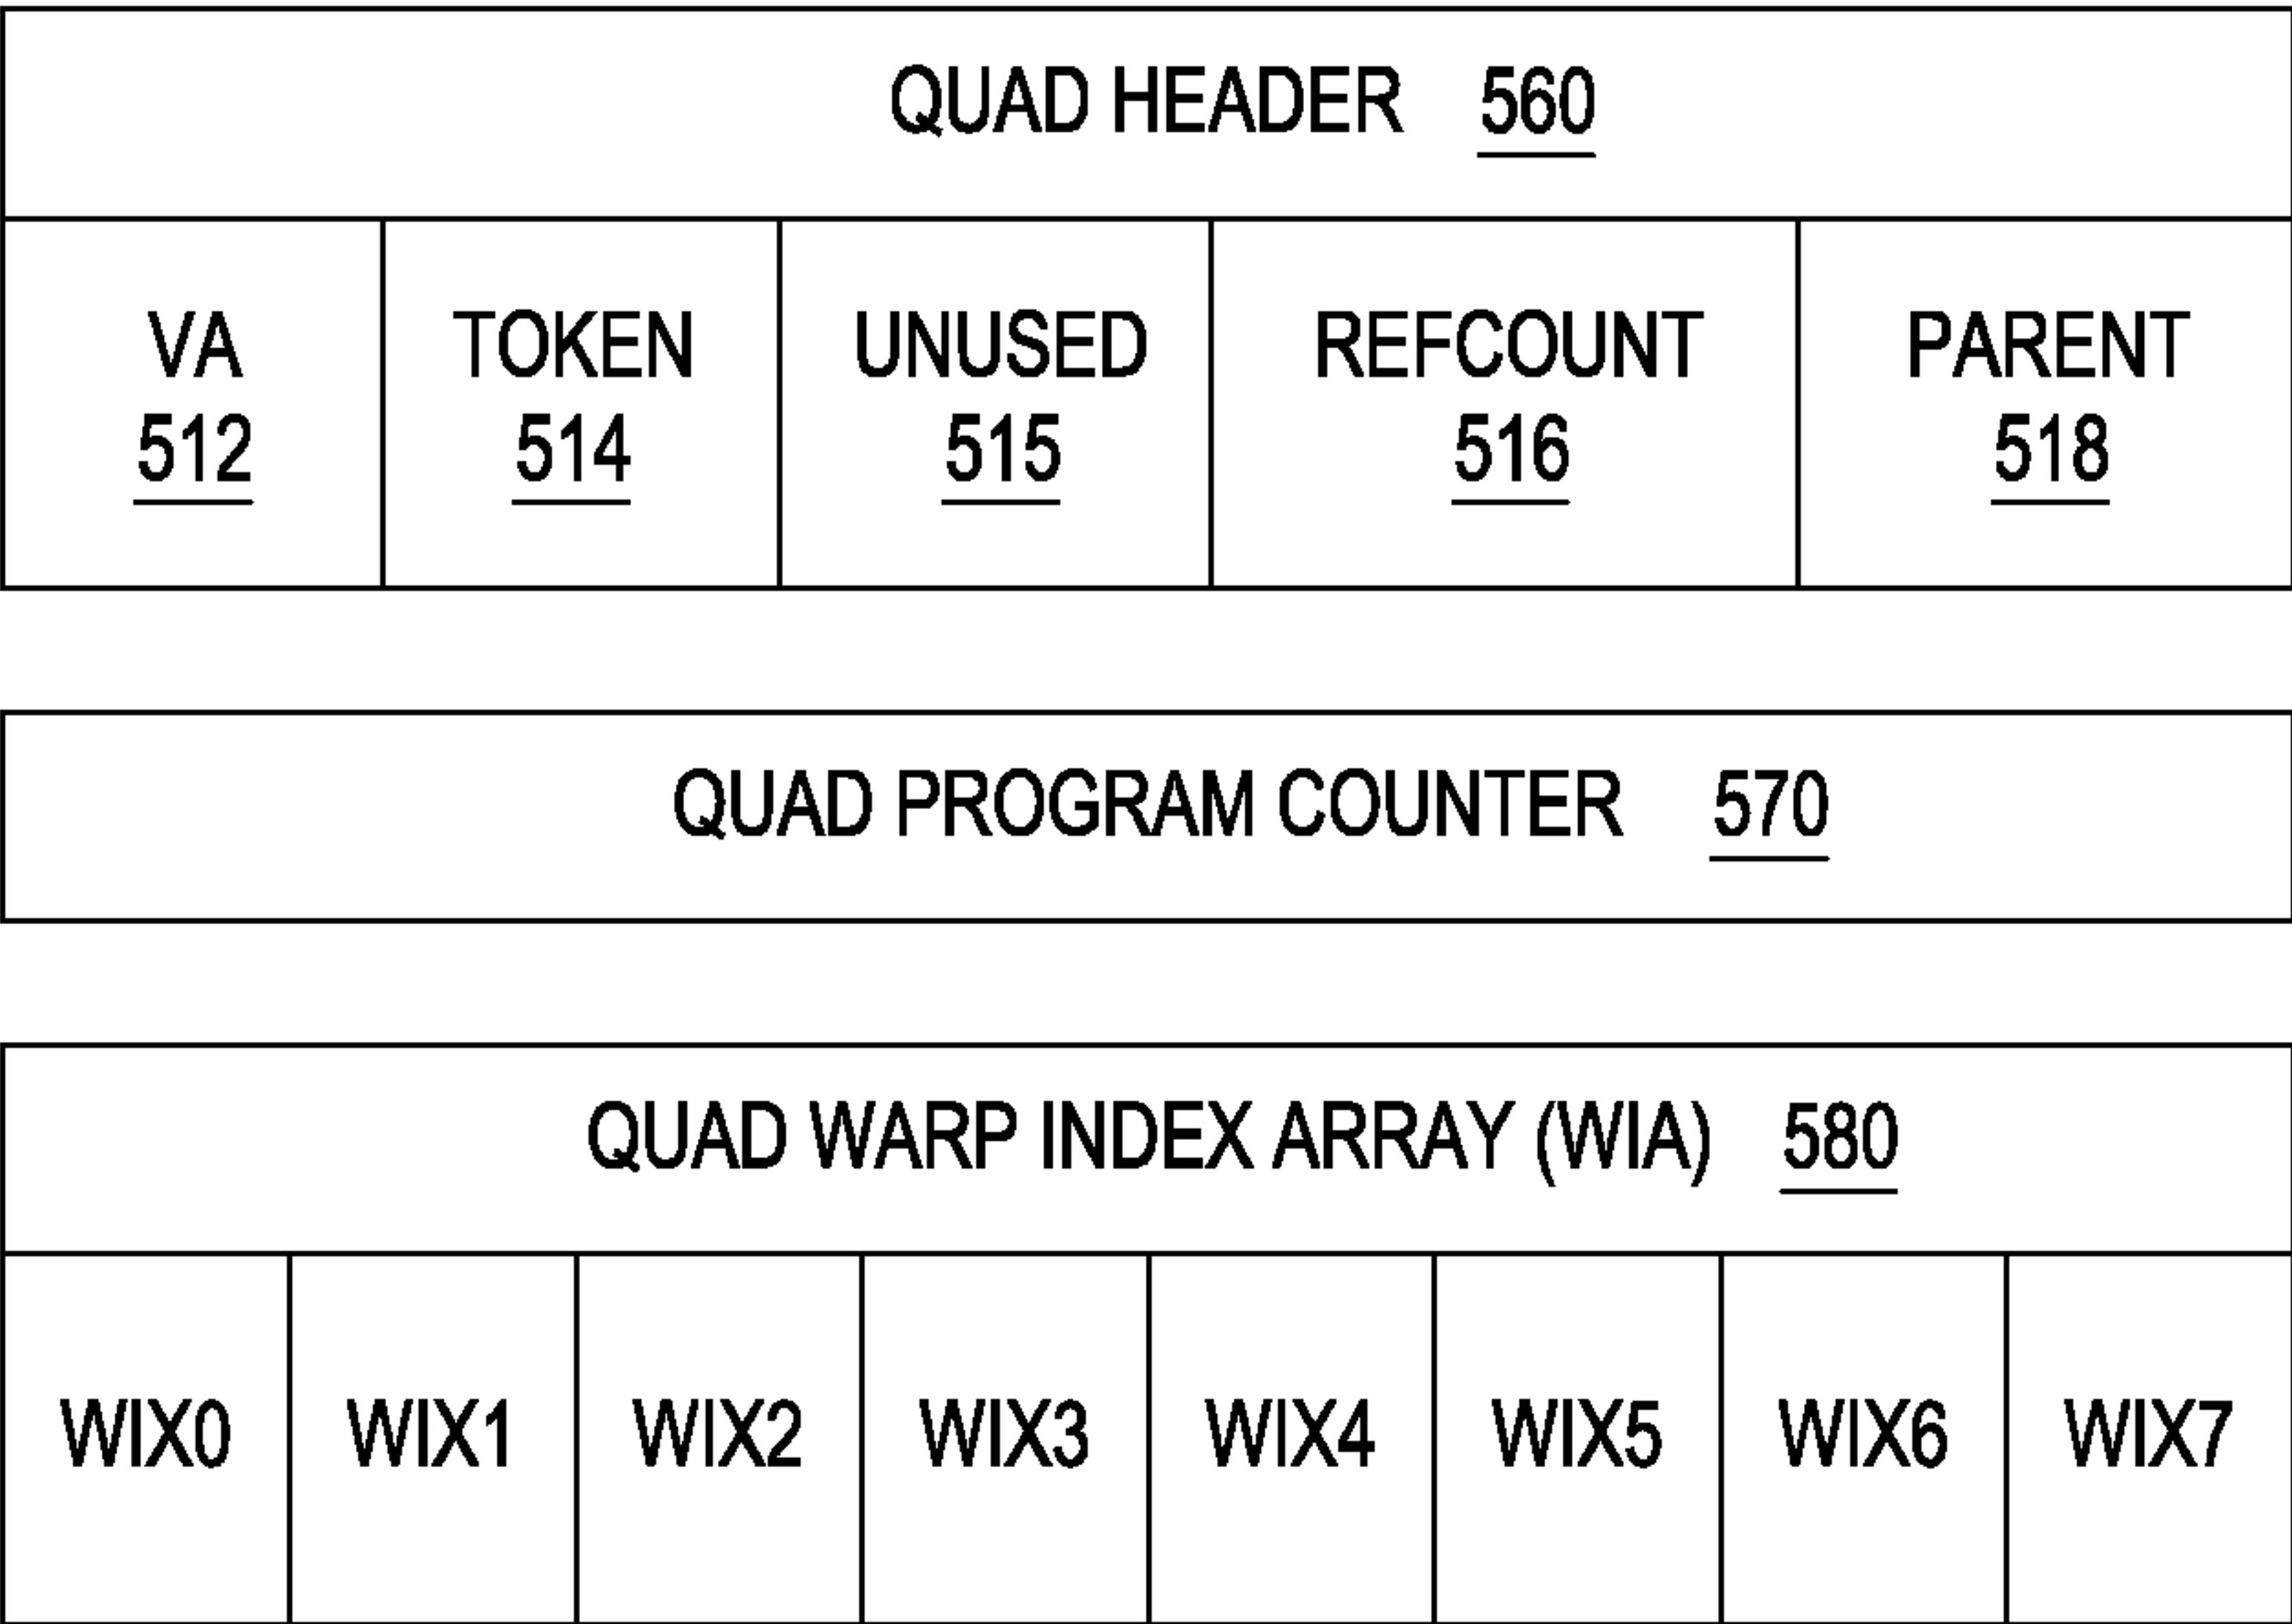 QUAD HEADER 560
VA TOKEN UNUSED REFCOUNT PARENT
512 514 515 516 518
QUAD PROGRAM COUNTER 570
QUAD WARP INDEX ARRAY (WIA) 580
WIX0 WIX1 WIX2 WIX3 WIX4 WIX5 WIX6 WIX7